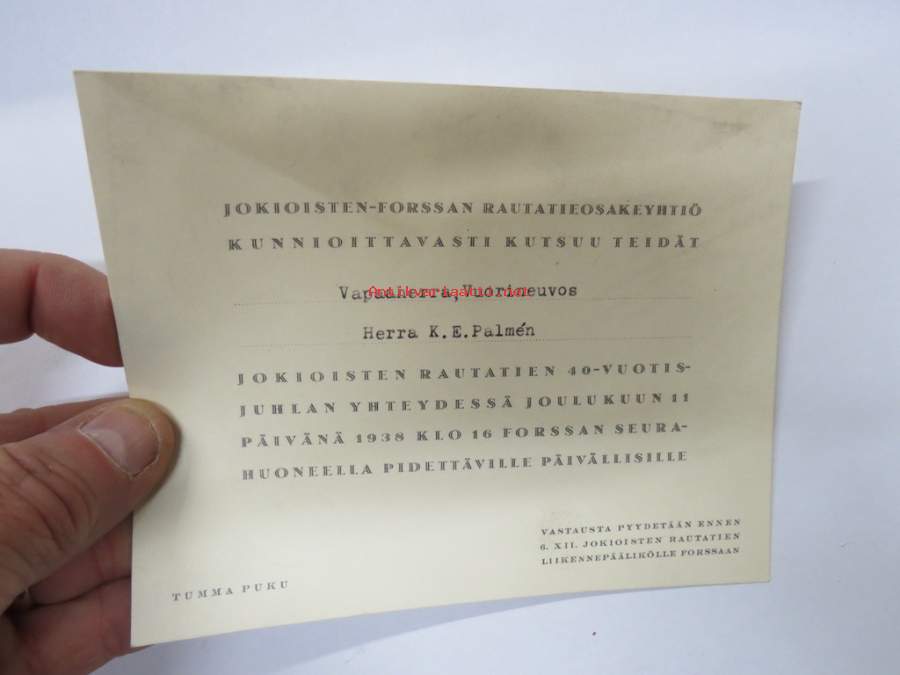 JOKIOISTEN-FORSSAN RAUTATIEOSAKEYHTIÖ
KUNNIOITTAVASTI KUTSUU TEIDÄT
Vapaaherra, Vuorineuvos
Herra K.E.Palmén
JOKIOISTEN RAUTATIEN 40-VUOTIS-
JUHLAN YHTEYDESSÄ JOULUKUUN 11
PÄIVÄNÄ 1938 KLO 16 FORSSAN SEURA-
HUONEELLA PIDETTÄVILLE PÄIVÄLLISILLE
VASTAUSTA PYYDETÄÄN ENNEN
6. XII. JOKIOISTEN RAUTATIEN
LIIKENNEPÄÄLIKÖLLE FORSSAAN
TUMMA PUKU